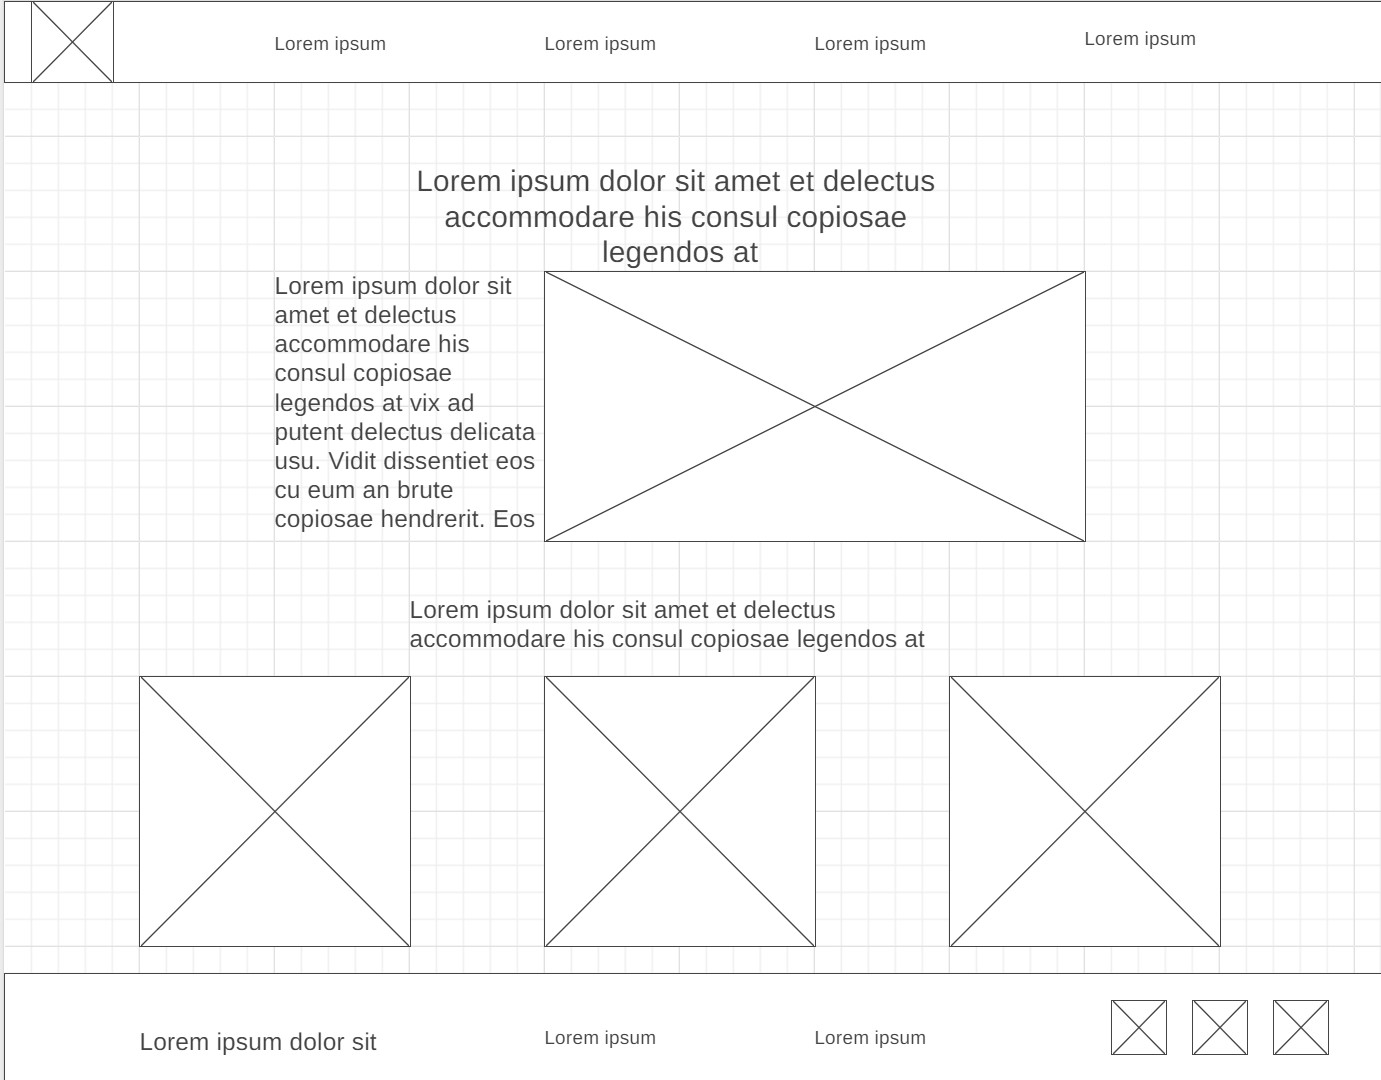 Lorem ipsum
Lorem ipsum
Lorem ipsum
Lorem ipsum
Lorem ipsum dolor sit amet et delectus
accommodare his consul copiosae
legendos at
Lorem ipsum dolor sit
amet et delectus
accommodare his
consul copiosae
legendos at vix ad
putent delectus delicata
usu. Vidit dissentiet eos
cu eum an brute
copiosae hendrerit. Eos
Lorem ipsum dolor sit amet et delectus
accommodare his consul copiosae legendos at
Lorem ipsum dolor sit
Lorem ipsum
Lorem ipsum